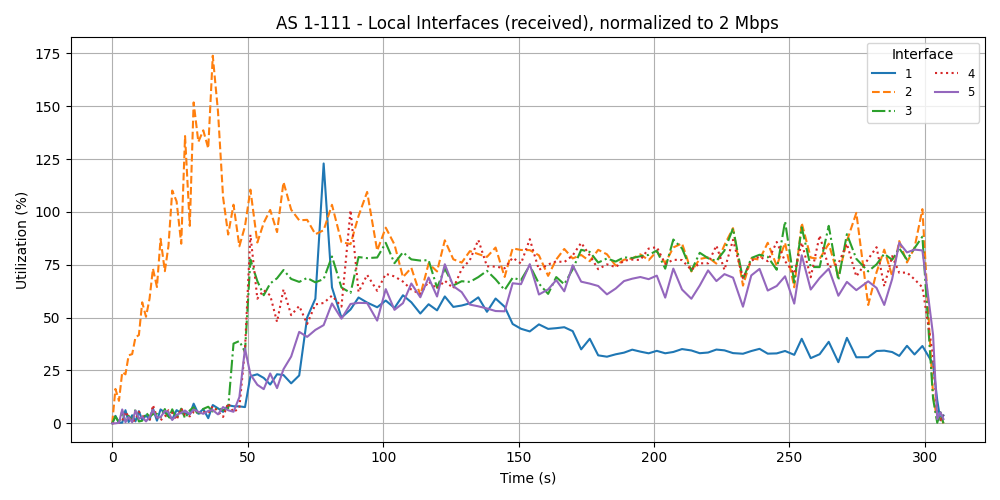 AS 1-111 - Local Interfaces (received), normalized to 2 Mbps
Utilization (%)
175
150
125
100
75
50
25
0
0 50 100 150 200 250 300
Time (s)
Interface
1 4
2 5
3